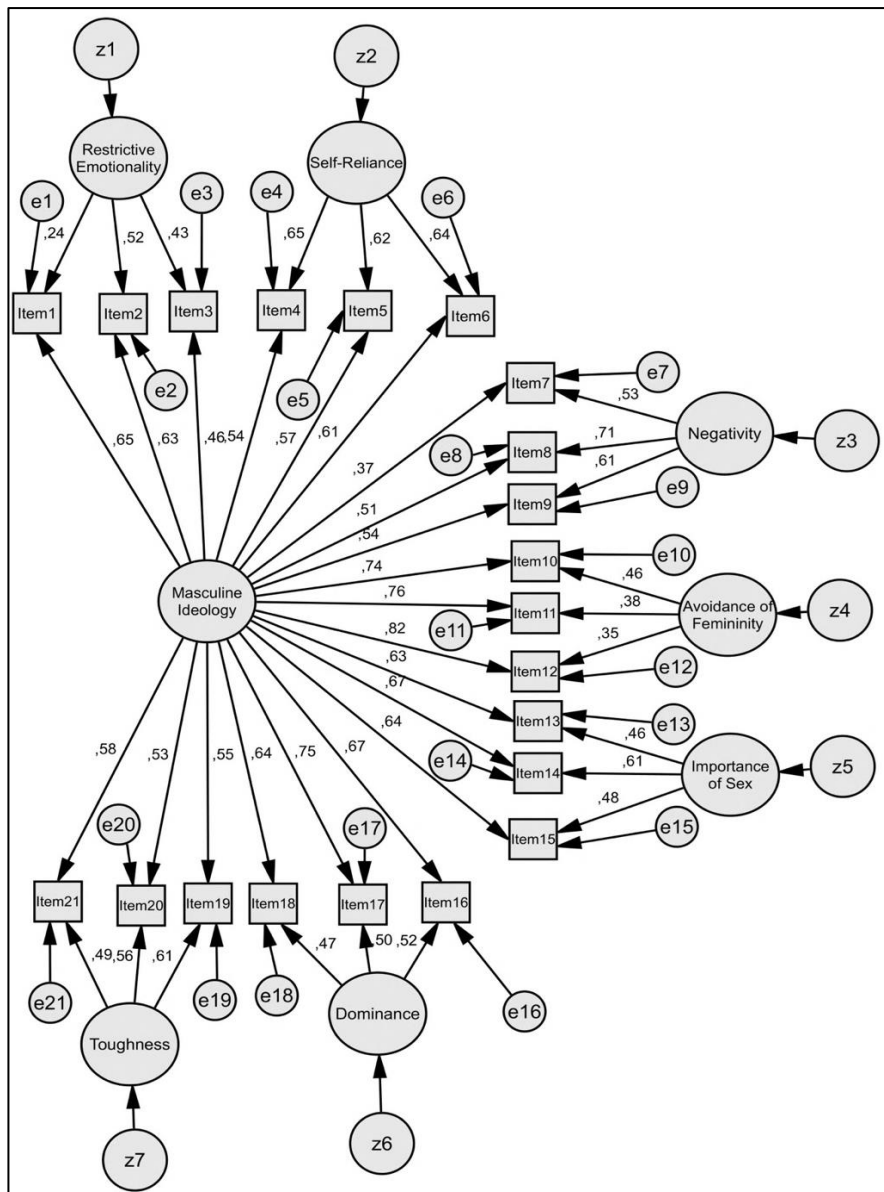 z1
z2
Restrictive
Emotionality
Self-Reliance
e1
e3
e4
e6
,24
,52
,43
,65
,62
,64
Item1
Item2
Item3
Item4
Item5
Item6
e2
e5
,65
,63
,46
,54
,57
,61
Item7
e7
,53
Negativity
z3
,37
e8
Item8
,71
,61
,51
Item9
e9
,54
Item10
e10
,74
,46
Masculine
Ideology
,76
Item11
,38
Avoidance of
Femininity
z4
e11
,82
,35
Item12
e12
,63
,67
Item13
e13
,46
,64
e14
Item14
,61
Importance
of Sex
z5
,48
Item15
e15
,58
,53
,55
,64
,75
,67
e20
e17
Item21
Item20
Item19
Item18
Item17
Item16
,49
,56
,61
,47
,50
,52
e21
e19
e18
e16
Toughness
Dominance
z7
z6